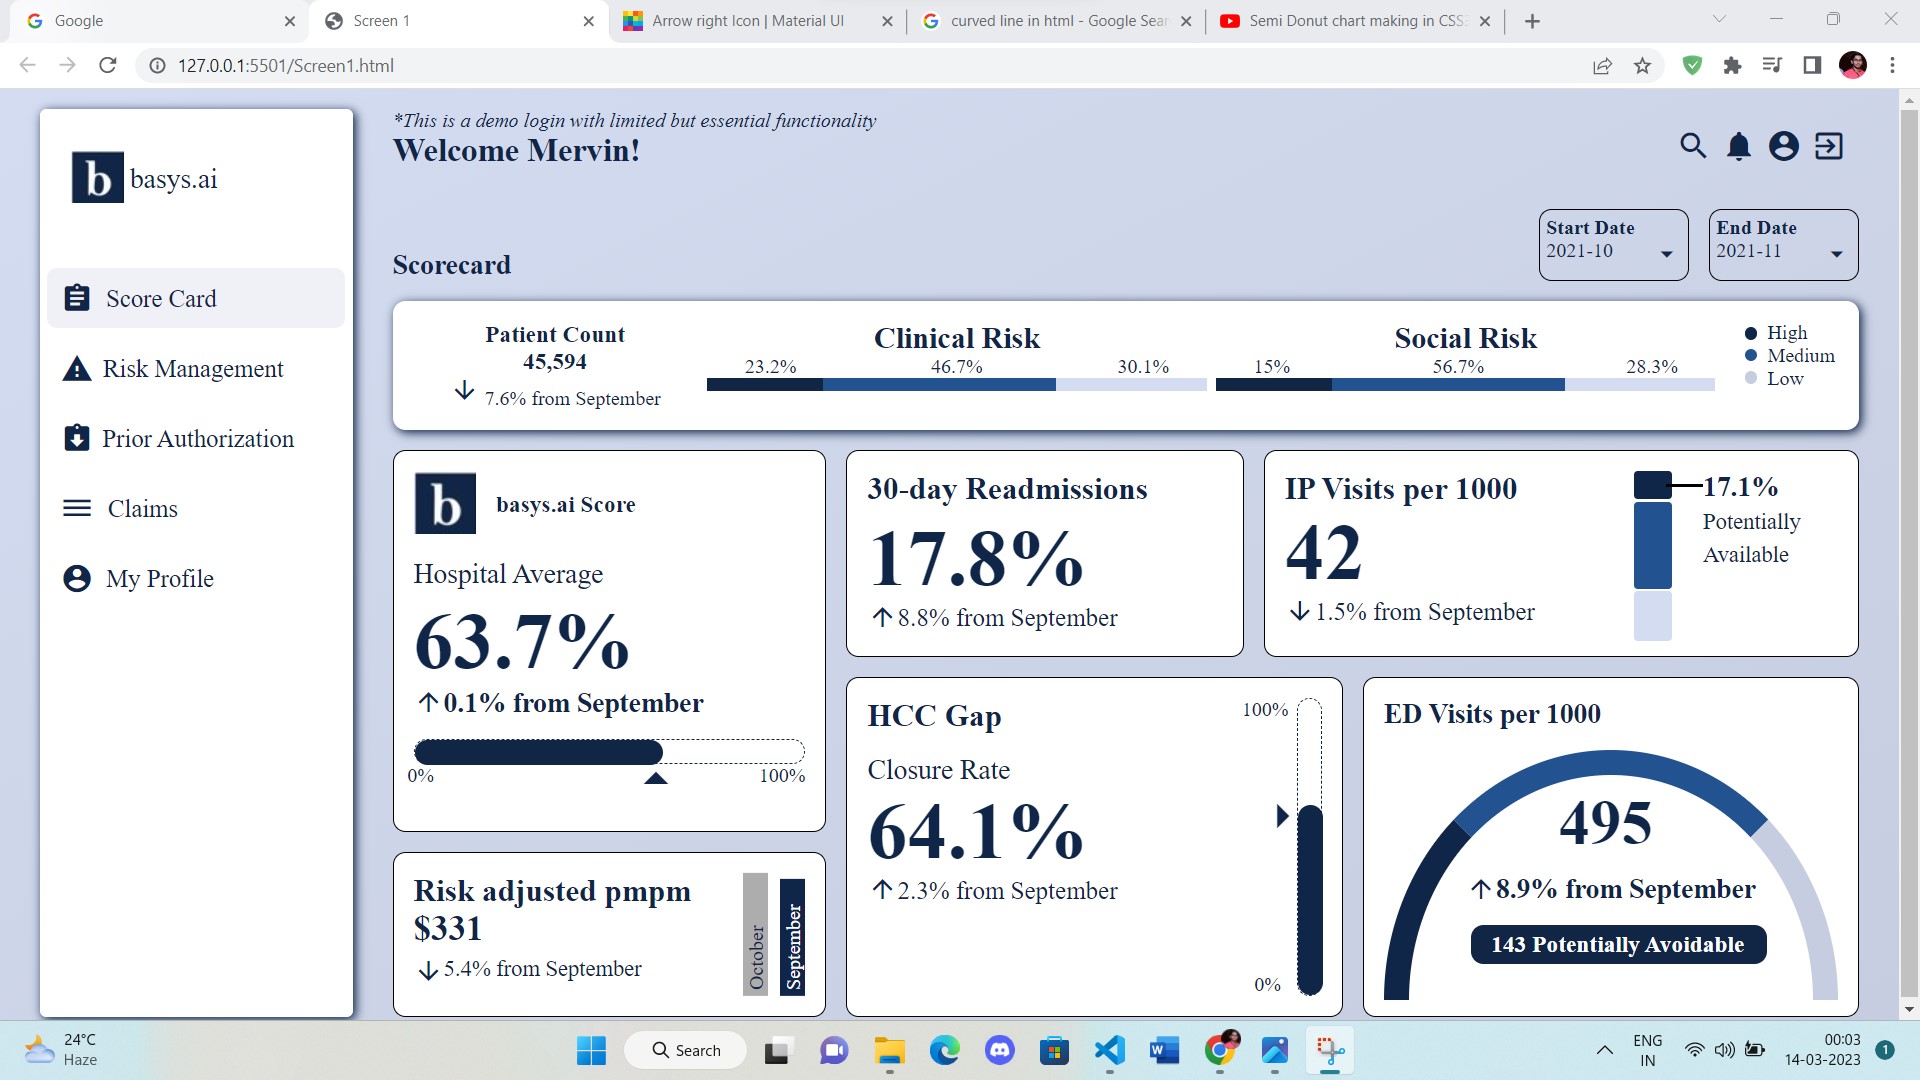 Google
Screen 1
Arrow right Icon | Material UI
curved line in html - Google Sear
Semi Donut chart making in CSS
127.0.0.1:5501/Screen1.html
*This is a demo login with limited but essential functionality
Welcome Mervin!
b basys.ai
Score Card
Risk Management
Prior Authorization
Claims
My Profile
Scorecard
Start Date
2021-10
End Date
2021-11
Patient Count
45,594
7.6% from September
Clinical Risk
23.2% 46.7% 30.1%
Social Risk
15% 56.7% 28.3%
High
Medium
Low
b basys.ai Score
Hospital Average
63.7%
0.1% from September
0% 100%
30-day Readmissions
17.8%
8.8% from September
IP Visits per 1000
42
1.5% from September
17.1%
Potentially
Available
Risk adjusted pmpm
$331
5.4% from September
October
September
HCC Gap
Closure Rate
64.1%
2.3% from September
100%
0%
ED Visits per 1000
495
8.9% from September
143 Potentially Avoidable
24°C
Haze
Search
ENG
IN
00:03
14-03-2023
1